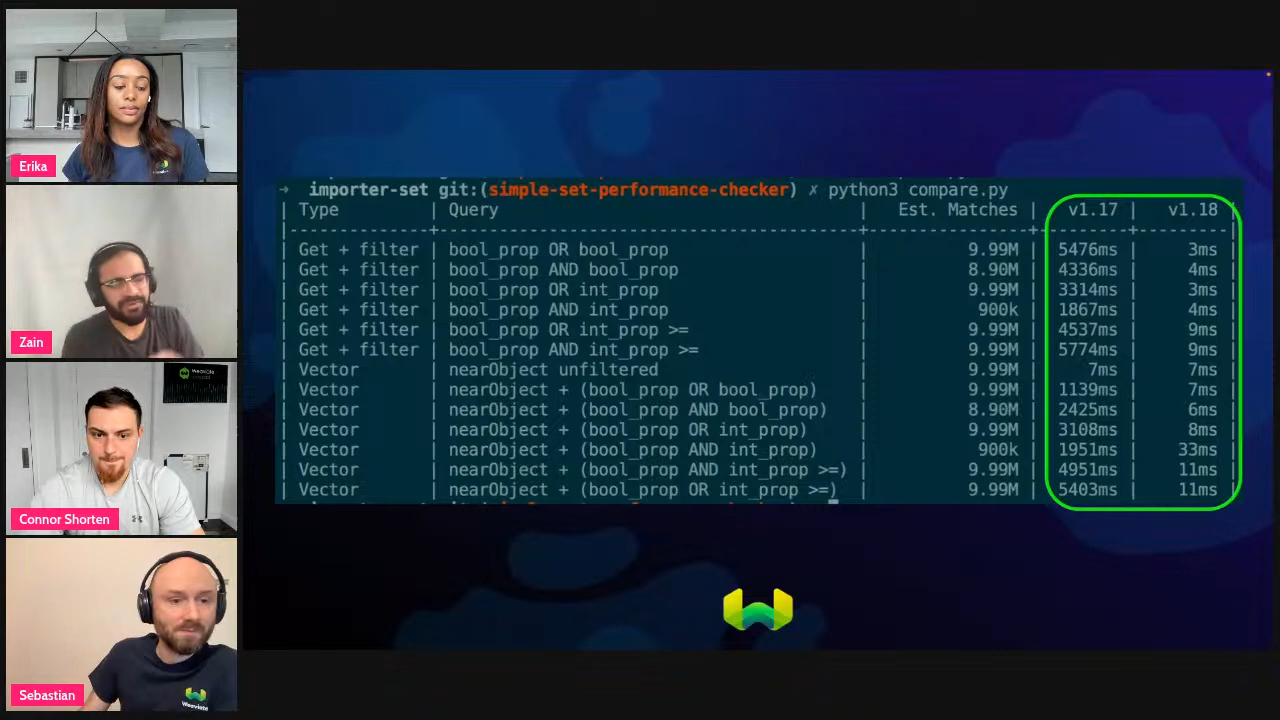 Erika
Zain
Weaviate
Connor Shorten
Sebastian
Weaviate
→ importer-set git:(simple-set-performance-checker) ✗ python3 compare.py
| Type | Query | Est. Matches | v1.17 | v1.18 |
|--------------+-------------------------------------------+----------------+---------+---------|
| Get + filter | bool_prop OR bool_prop | 9.99M | 5476ms | 3ms |
| Get + filter | bool_prop AND bool_prop | 8.90M | 4336ms | 4ms |
| Get + filter | bool_prop OR int_prop | 9.99M | 3314ms | 3ms |
| Get + filter | bool_prop AND int_prop | 900k | 1867ms | 4ms |
| Get + filter | bool_prop OR int_prop >= | 9.99M | 4537ms | 9ms |
| Get + filter | bool_prop AND int_prop >= | 9.99M | 5774ms | 9ms |
| Vector | nearObject unfiltered | 9.99M | 7ms | 7ms |
| Vector | nearObject + (bool_prop OR bool_prop) | 9.99M | 1139ms | 7ms |
| Vector | nearObject + (bool_prop AND bool_prop) | 8.90M | 2425ms | 6ms |
| Vector | nearObject + (bool_prop OR int_prop) | 9.99M | 3108ms | 8ms |
| Vector | nearObject + (bool_prop AND int_prop) | 900k | 1951ms | 33ms |
| Vector | nearObject + (bool_prop AND int_prop >=) | 9.99M | 4951ms | 11ms |
| Vector | nearObject + (bool_prop OR int_prop >=) | 9.99M | 5403ms | 11ms |